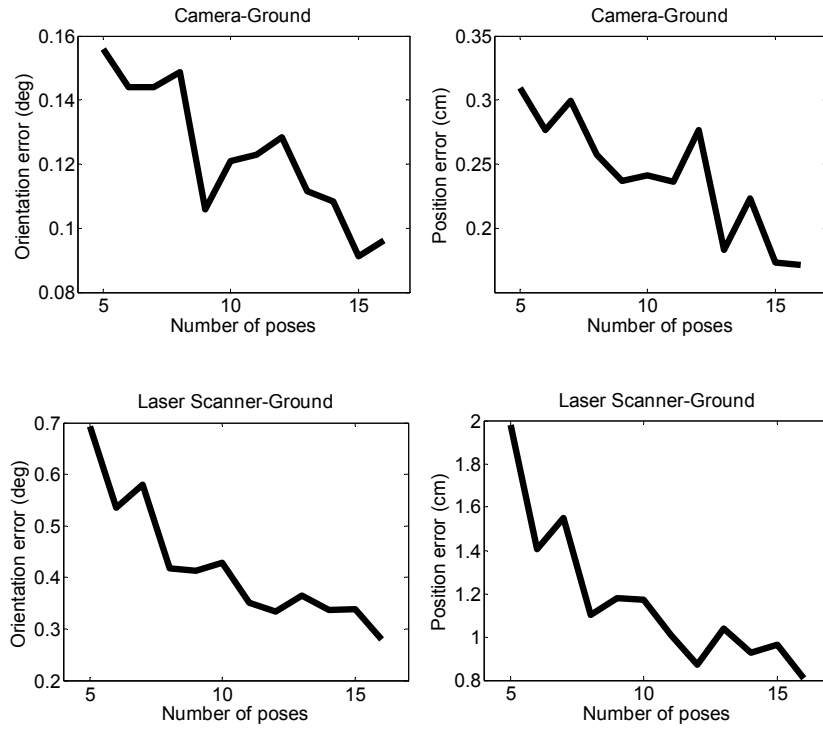 Camera-Ground
0.16
0.14
0.12
0.1
0.08
Orientation error (deg)
5 10 15
Number of poses
Camera-Ground
0.35
0.3
0.25
0.2
Position error (cm)
5 10 15
Number of poses
Laser Scanner-Ground
0.7
0.6
0.5
0.4
0.3
0.2
Orientation error (deg)
5 10 15
Number of poses
Laser Scanner-Ground
2
1.8
1.6
1.4
1.2
1
0.8
Position error (cm)
5 10 15
Number of poses